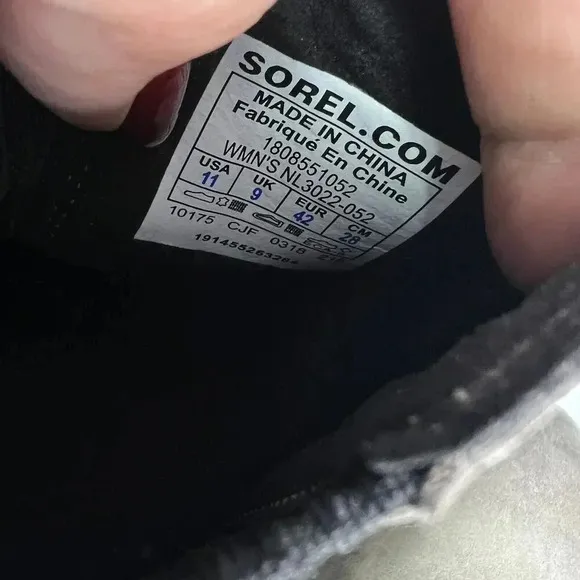 SOREL.COM
MADE IN CHINA
Fabriqué En Chine
1808551052
WMN'S NL3022-052
USA UK EUR CM
11 9 42 28
10175 CJF 0318